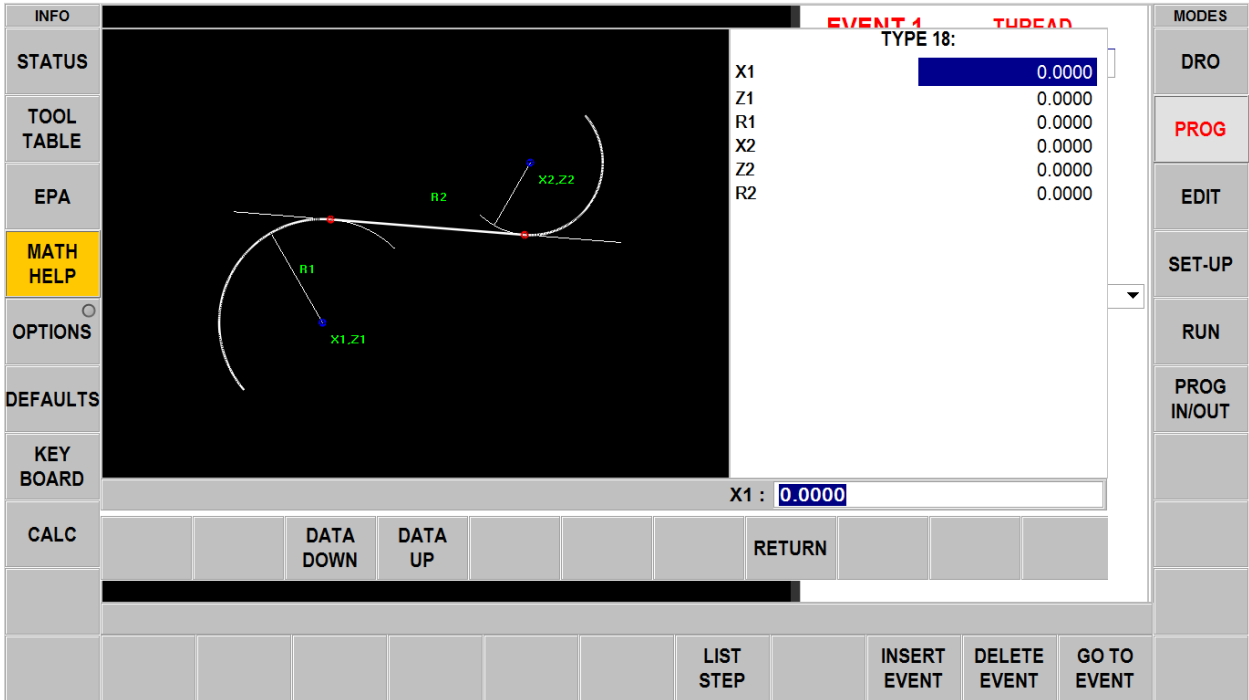 INFO
STATUS
TOOL
TABLE
EPA
MATH
HELP
OPTIONS
DEFAULTS
KEY
BOARD
CALC
EVENT 1 THREAD
TYPE 18:
X1 0.0000
Z1 0.0000
R1 0.0000
X2 0.0000
Z2 0.0000
R2 0.0000
X2,Z2
R2
R1
X1,Z1
X1 : 0.0000
DATA
DOWN
DATA
UP
RETURN
LIST
STEP
INSERT
EVENT
DELETE
EVENT
GO TO
EVENT
MODES
DRO
PROG
EDIT
SET-UP
RUN
PROG
IN/OUT